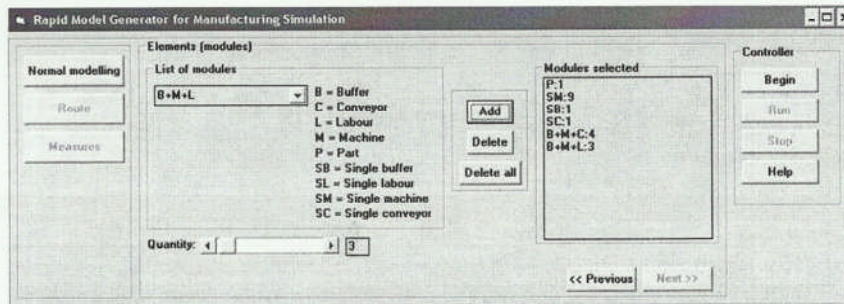 Rapid Model Generator for Manufacturing Simulation
Normal modelling
Route
Measures
Elements (modules)
List of modules
B+M+L
B = Buffer
C = Conveyor
L = Labour
M = Machine
P = Part
SB = Single buffer
SL = Single labour
SM = Single machine
SC = Single conveyor
Quantity:
3
Add
Delete
Delete all
Modules selected
P:1
SM:9
SB:1
SC:1
B+M+C:4
B+M+L:3
<< Previous
Next >>
Controller
Begin
Run
Stop
Help